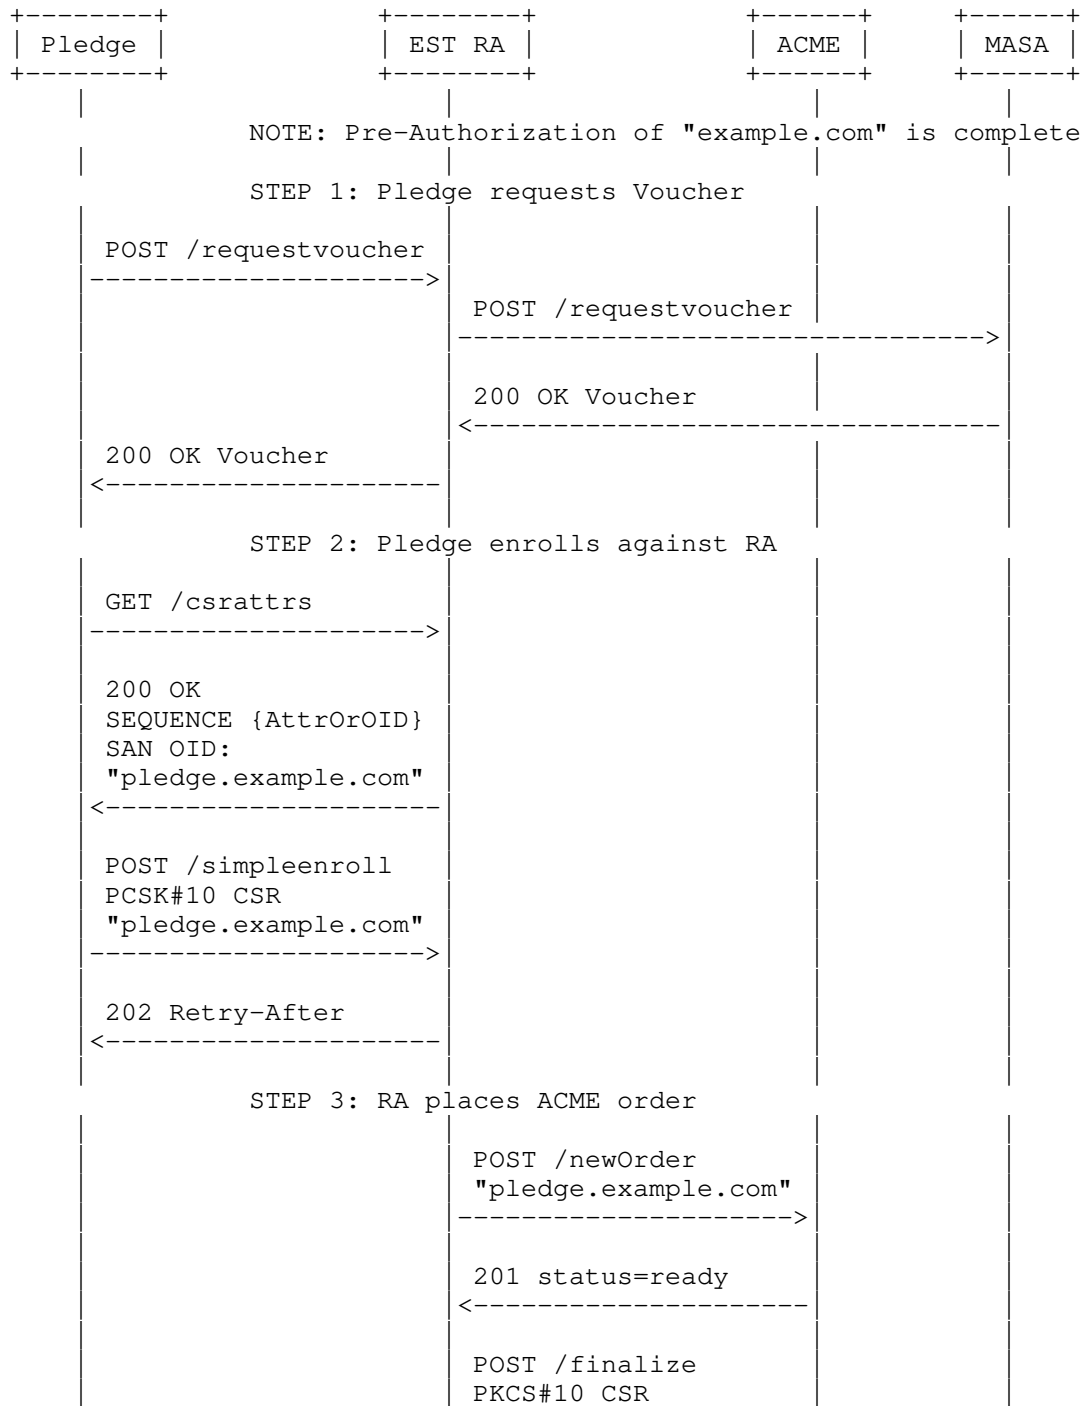 Pledge EST RA ACME MASA
NOTE: Pre-Authorization of "example.com" is complete
STEP 1: Pledge requests Voucher
POST /requestvoucher
POST /requestvoucher
200 OK Voucher
200 OK Voucher
STEP 2: Pledge enrolls against RA
GET /csrattrs
200 OK
SEQUENCE {AttrOrOID}
SAN OID:
"pledge.example.com"
POST /simpleenroll
PCSK#10 CSR
"pledge.example.com"
202 Retry-After
STEP 3: RA places ACME order
POST /newOrder
"pledge.example.com"
201 status=ready
POST /finalize
PKCS#10 CSR